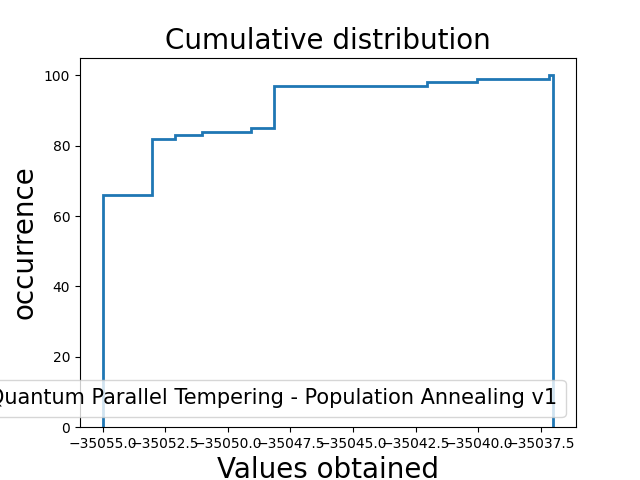 Cumulative distribution
100
80
60
40
20
0
occurrence
Quantum Parallel Tempering - Population Annealing v1
−35055.0 −35052.5 −35050.0 −35047.5 −35045.0 −35042.5 −35040.0 −35037.5
Values obtained